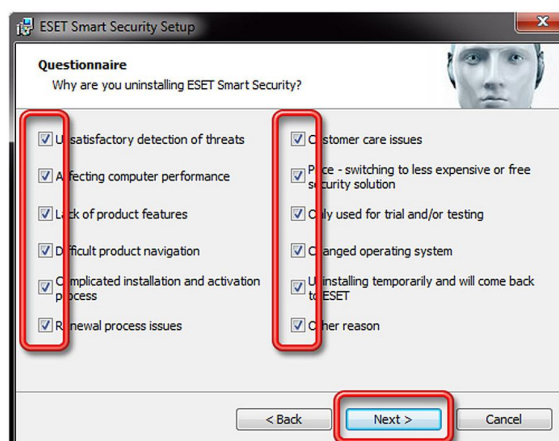 ESET Smart Security Setup
Questionnaire
Why are you uninstalling ESET Smart Security?
Unsatisfactory detection of threats
Affecting computer performance
Lack of product features
Difficult product navigation
Complicated installation and activation
process
Renewal process issues
Customer care issues
Price - switching to less expensive or free
security solution
Only used for trial and/or testing
Changed operating system
Uninstalling temporarily and will come back
to ESET
Other reason
< Back
Next >
Cancel